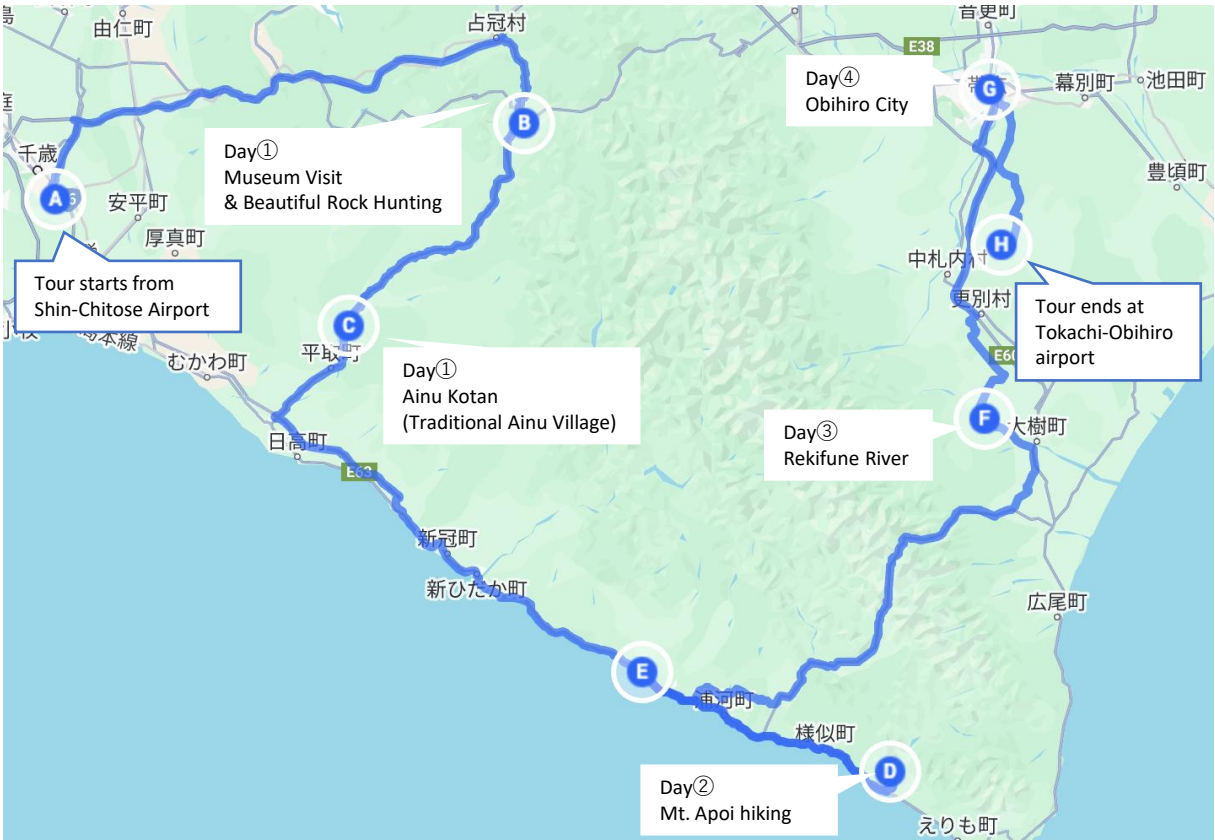 由仁町
占冠村
音更町
E38
Day④
Obihiro City
G
幕別町
池田町
B
Day①
Museum Visit
& Beautiful Rock Hunting
庭
千歳
A
安平町
豊頃町
厚真町
H
中札内村
Tour starts from
Shin-Chitose Airport
更別村
Tour ends at
Tokachi-Obihiro
airport
C
平取町
むかわ町
Day①
Ainu Kotan
(Traditional Ainu Village)
F
大樹町
Day③
Rekifune River
日高町
E63
新冠町
新ひだか町
広尾町
E
浦河町
様似町
D
Day②
Mt. Apoi hiking
えりも町